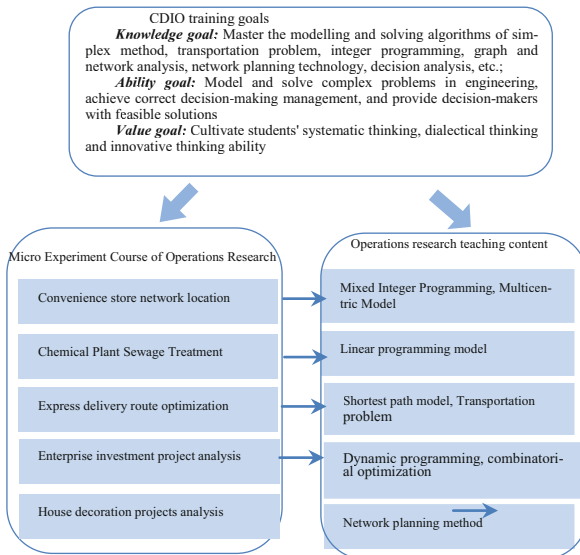 CDIO training goals
Knowledge goal: Master the modelling and solving algorithms of sim-
plex method, transportation problem, integer programming, graph and
network analysis, network planning technology, decision analysis, etc.;
Ability goal: Model and solve complex problems in engineering,
achieve correct decision-making management, and provide decision-makers
with feasible solutions
Value goal: Cultivate students' systematic thinking, dialectical thinking
and innovative thinking ability
Micro Experiment Course of Operations Research
Convenience store network location
Chemical Plant Sewage Treatment
Express delivery route optimization
Enterprise investment project analysis
House decoration projects analysis
Operations research teaching content
Mixed Integer Programming, Multicen-
tric Model
Linear programming model
Shortest path model, Transportation
problem
Dynamic programming, combinatori-
al optimization
Network planning method